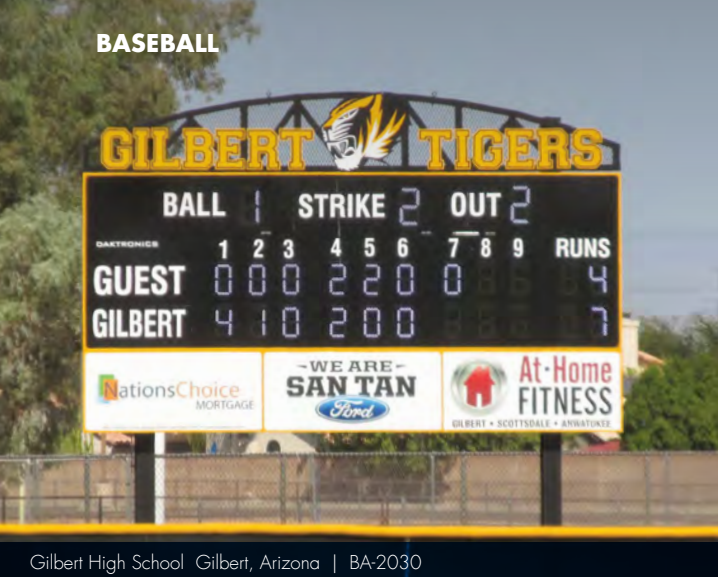 BASEBALL
GILBERT TIGERS
BALL 1 STRIKE 2 OUT 2
DAKTRONICS 1 2 3 4 5 6 7 8 9 RUNS
GUEST 0 0 0 2 2 0 0 4
GILBERT 4 1 0 2 0 0 7
NationsChoice
MORTGAGE
-WE ARE-
SAN TAN
Ford
At·Home
FITNESS
GILBERT • SCOTTSDALE • AHWATUKEE
Gilbert High School Gilbert, Arizona | BA-2030